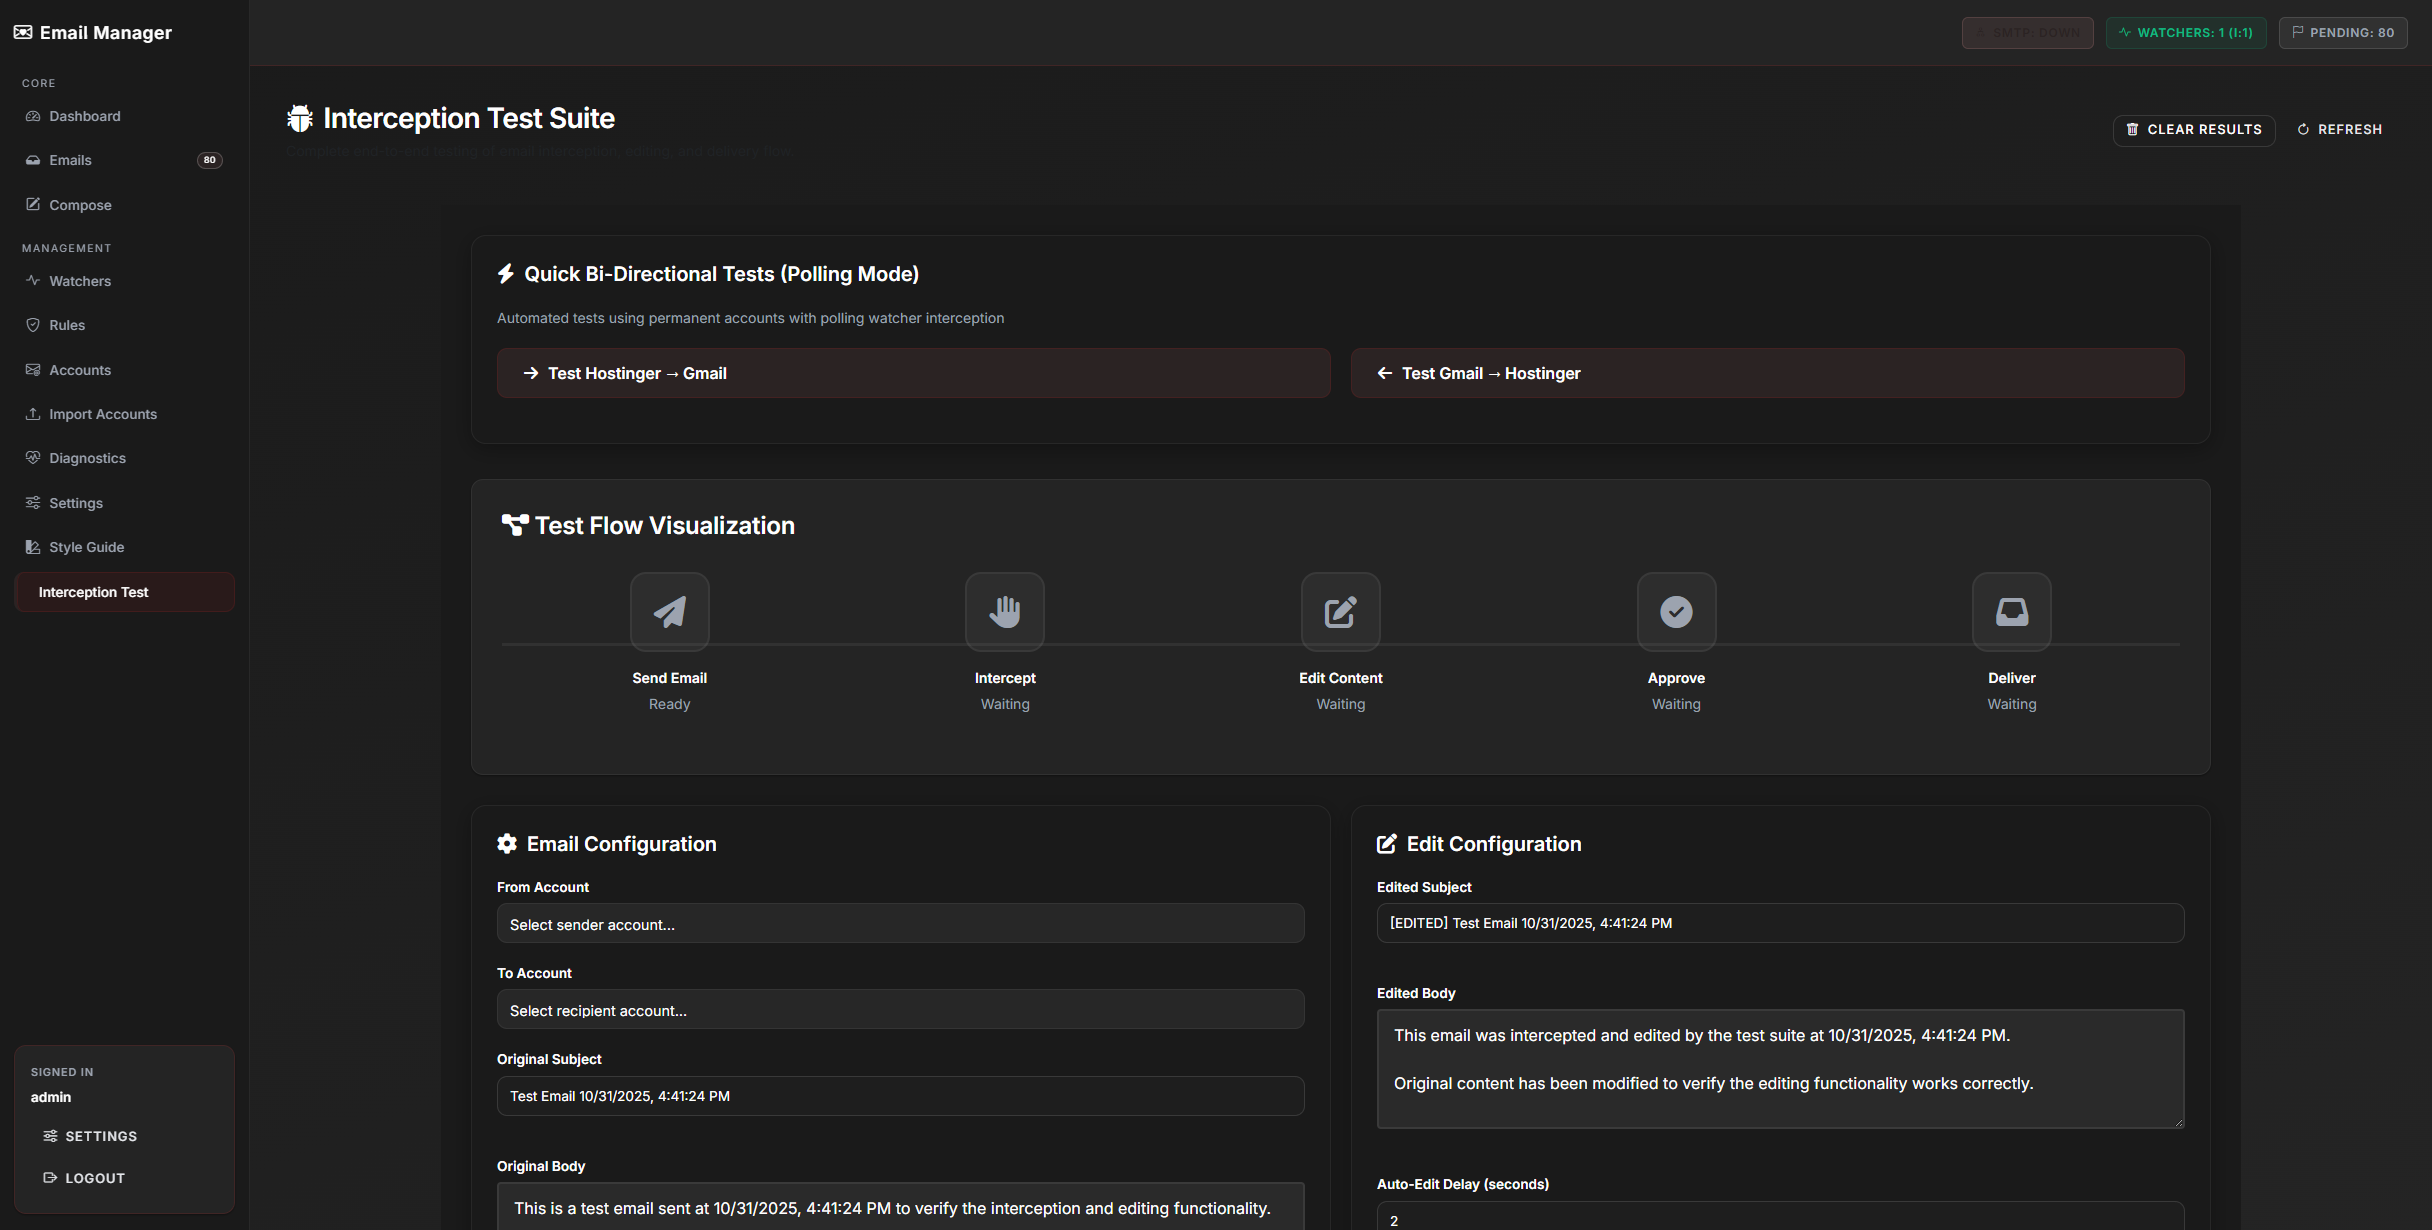 Email Manager
SMTP: DOWN
WATCHERS: 1 (I:1)
PENDING: 80
CORE
Dashboard
Emails
80
Compose
MANAGEMENT
Watchers
Rules
Accounts
Import Accounts
Diagnostics
Settings
Style Guide
Interception Test
SIGNED IN
admin
SETTINGS
LOGOUT
Interception Test Suite
Complete end-to-end testing of email interception, editing, and delivery flow
CLEAR RESULTS
REFRESH
Quick Bi-Directional Tests (Polling Mode)
Automated tests using permanent accounts with polling watcher interception
→ Test Hostinger → Gmail
← Test Gmail → Hostinger
Test Flow Visualization
Send Email
Ready
Intercept
Waiting
Edit Content
Waiting
Approve
Waiting
Deliver
Waiting
Email Configuration
From Account
Select sender account...
To Account
Select recipient account...
Original Subject
Test Email 10/31/2025, 4:41:24 PM
Original Body
This is a test email sent at 10/31/2025, 4:41:24 PM to verify the interception and editing functionality.
Edit Configuration
Edited Subject
[EDITED] Test Email 10/31/2025, 4:41:24 PM
Edited Body
This email was intercepted and edited by the test suite at 10/31/2025, 4:41:24 PM.
Original content has been modified to verify the editing functionality works correctly.
Auto-Edit Delay (seconds)
2